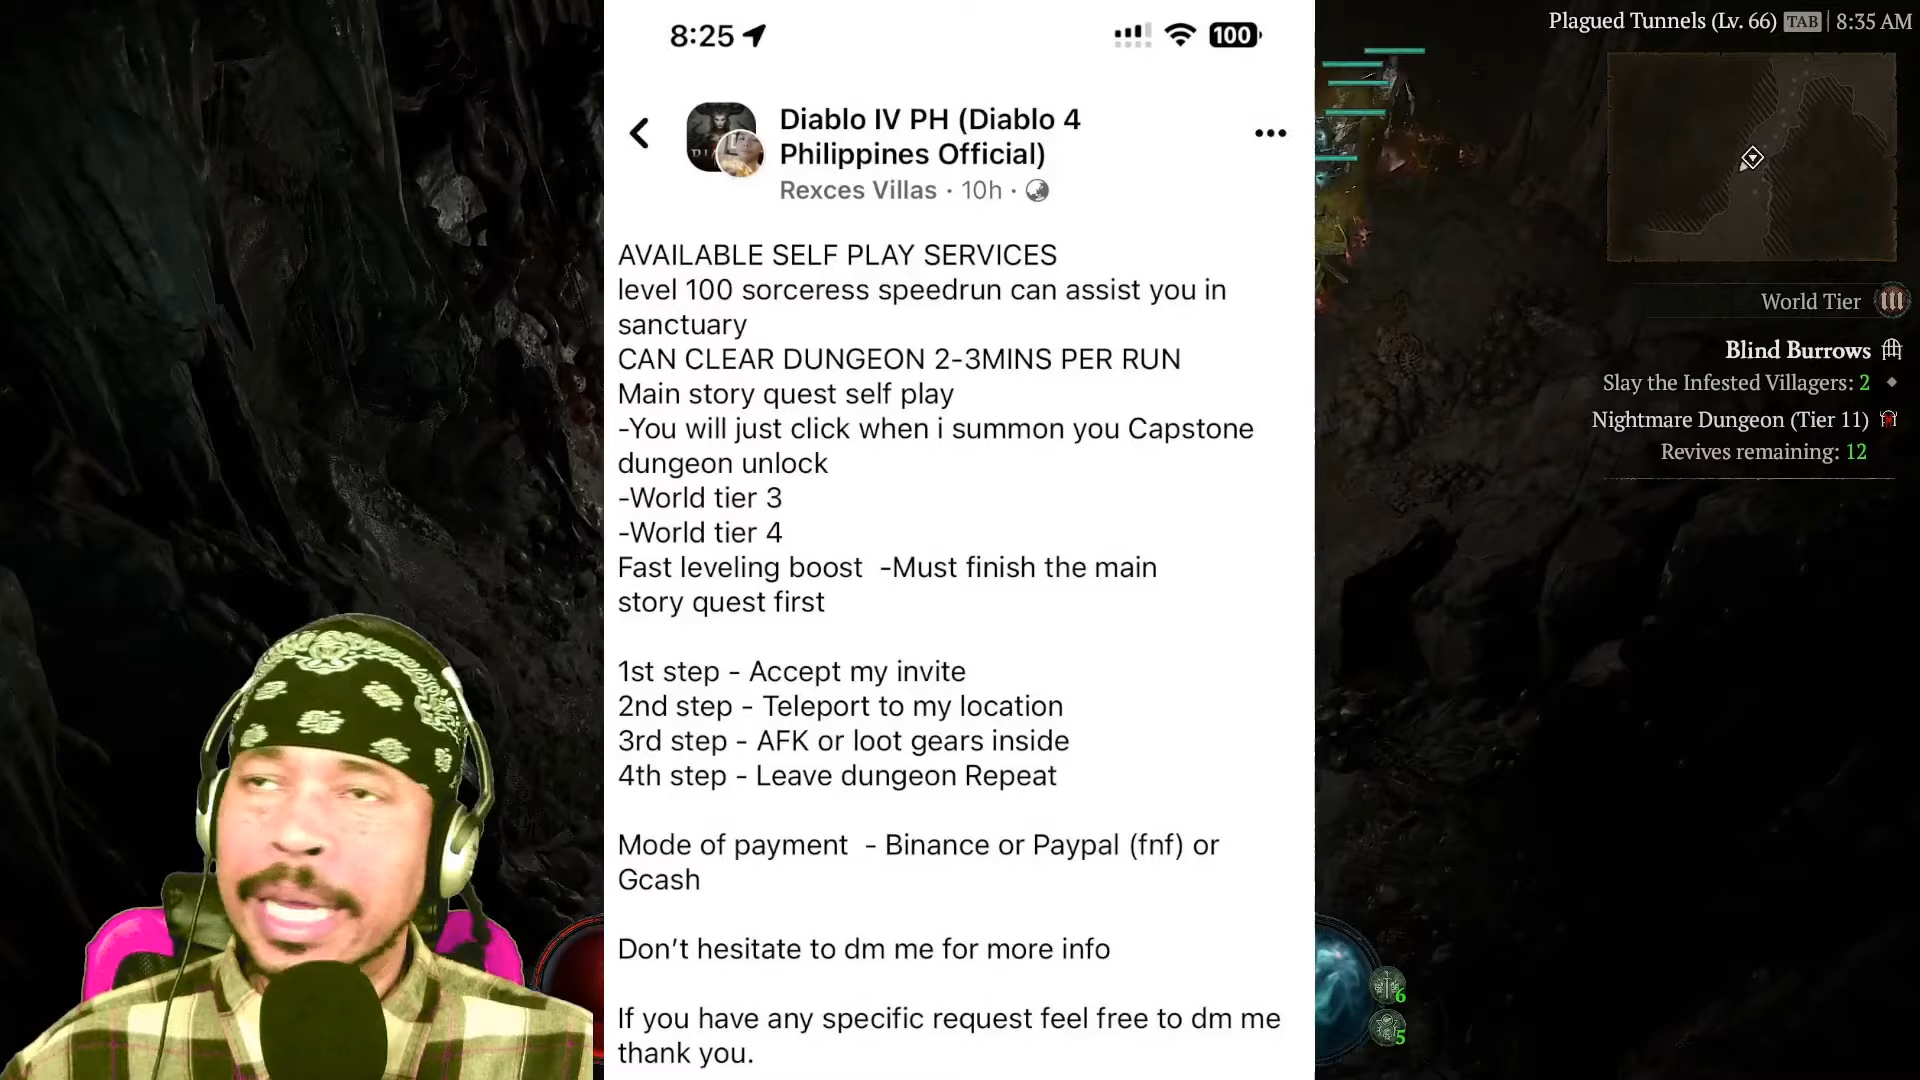 8:25
100
Diablo IV PH (Diablo 4
Philippines Official)
Rexces Villas · 10h ·
AVAILABLE SELF PLAY SERVICES
level 100 sorceress speedrun can assist you in
sanctuary
CAN CLEAR DUNGEON 2-3MINS PER RUN
Main story quest self play
-You will just click when i summon you Capstone
dungeon unlock
-World tier 3
-World tier 4
Fast leveling boost  -Must finish the main
story quest first
1st step - Accept my invite
2nd step - Teleport to my location
3rd step - AFK or loot gears inside
4th step - Leave dungeon Repeat
Mode of payment  - Binance or Paypal (fnf) or
Gcash
Don’t hesitate to dm me for more info
If you have any specific request feel free to dm me
thank you.
Plagued Tunnels (Lv. 66) TAB | 8:35 AM
World Tier III
Blind Burrows
Slay the Infested Villagers: 2
Nightmare Dungeon (Tier 11)
Revives remaining: 12
6
5